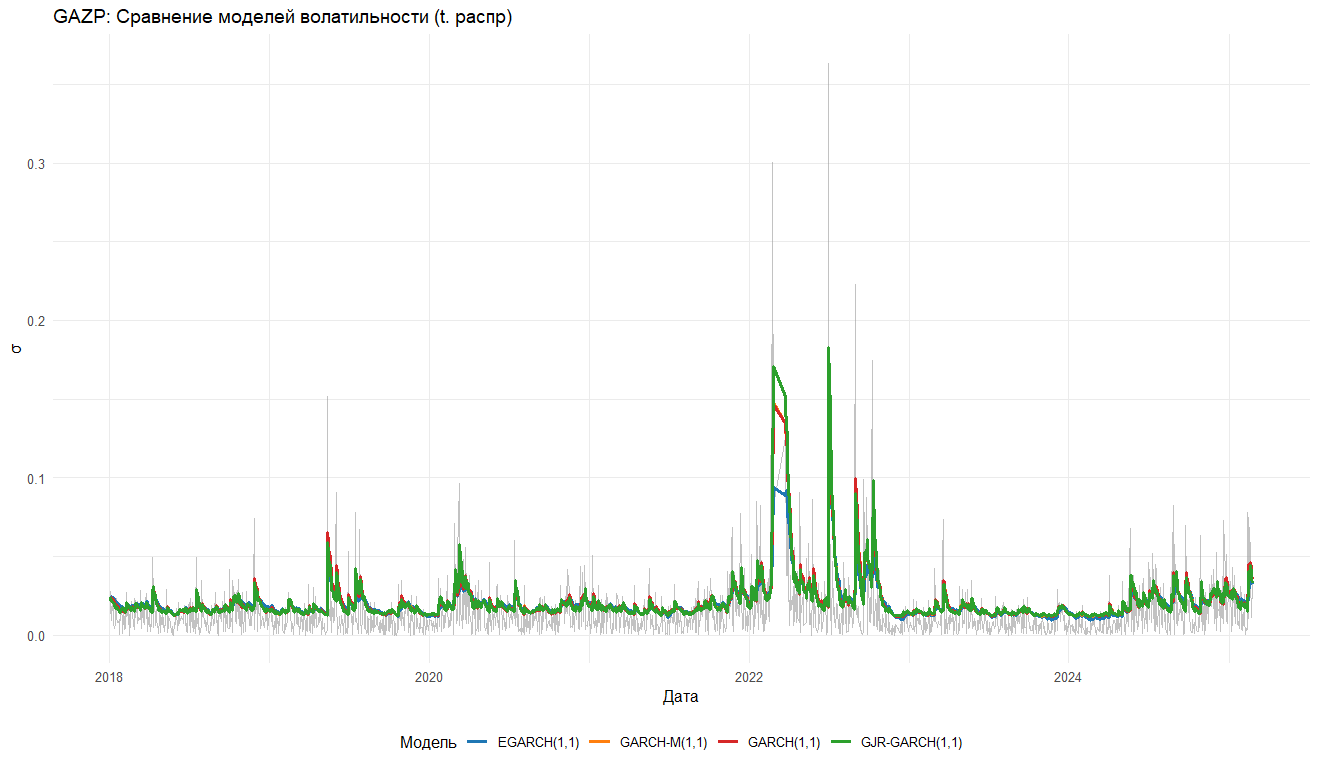 GAZP: Сравнение моделей волатильности (t. распр)
σ
0.3
0.2
0.1
0.0
2018 2020 2022 2024
Дата
Модель EGARCH(1,1) GARCH-M(1,1) GARCH(1,1) GJR-GARCH(1,1)